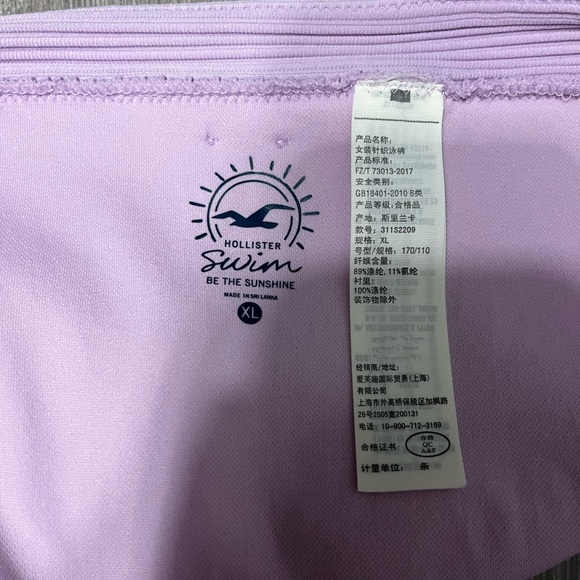 HOLLISTER
Swim
BE THE SUNSHINE
MADE IN SRI LANKA
XL
产品名称:
女装针织泳裤
产品标准:
FZ/T 73013-2017
安全类别:
GB18401-2010 B类
产品等级: 合格品
产地: 斯里兰卡
款号: 311S2209
规格: XL
号型/规格: 170/110
纤维含量:
89%涤纶, 11%氨纶
衬里:
100%涤纶
装饰物除外
经销商/地址:
爱芙趣国际贸易(上海)
有限公司
上海市外高桥保税区加枫路
28号2505室200131
电话: 10-800-712-3169
合格证书: 合格
QC
A&F
计量单位: 条